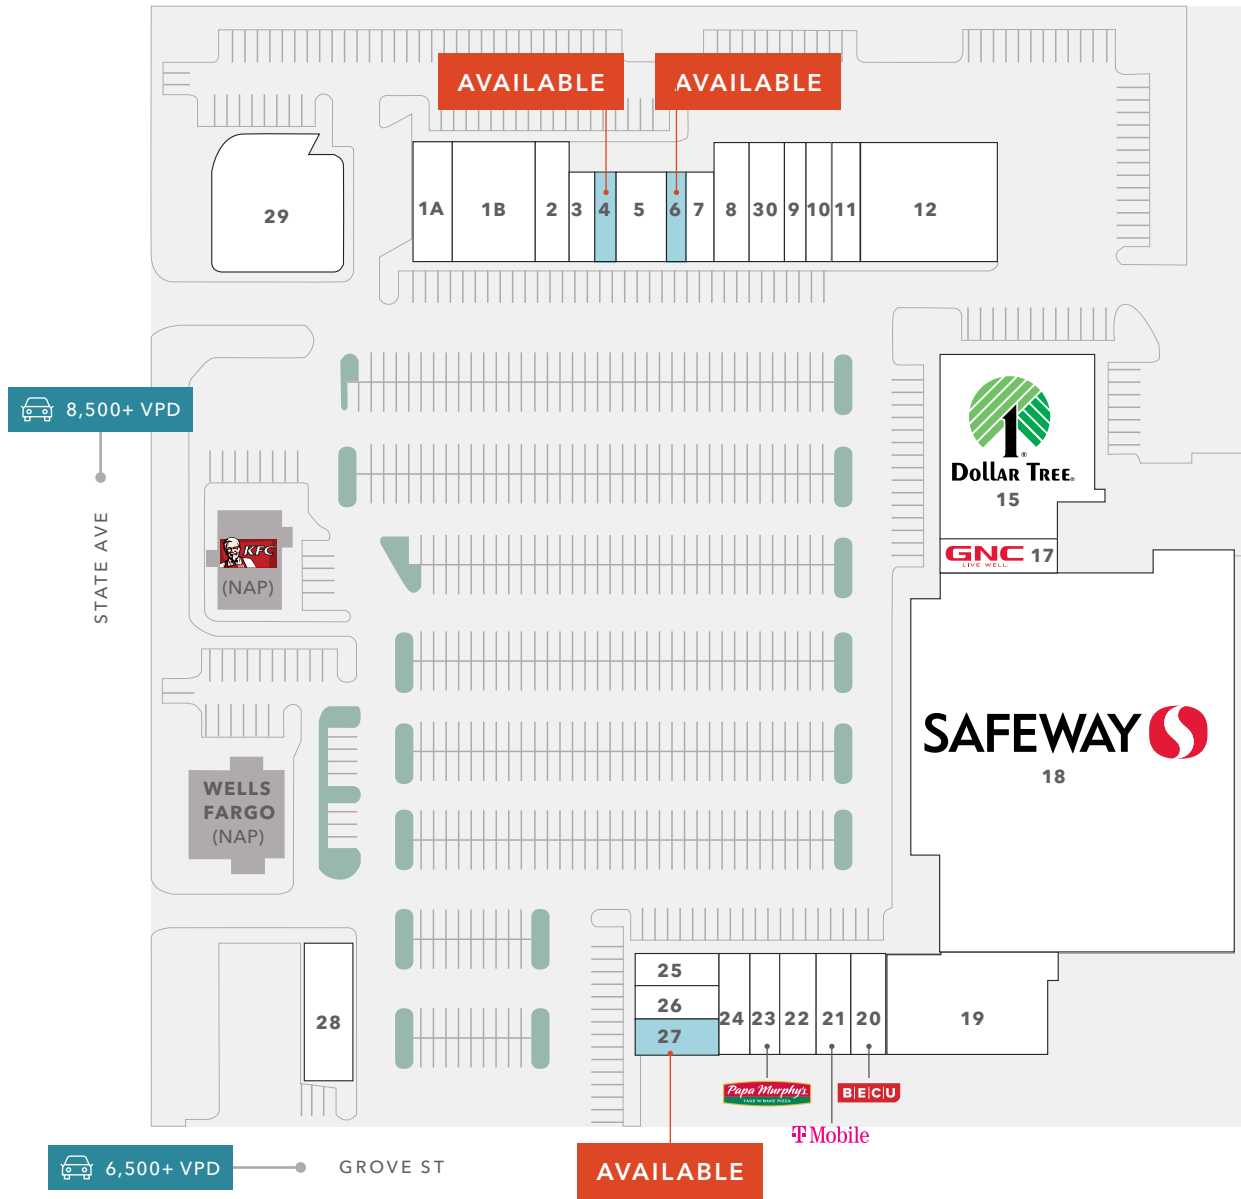 AVAILABLE
AVAILABLE
1A
1B
2
3
4
5
6
7
8
30
9
10
11
12
29
8,500+ VPD
STATE AVE
DOLLAR TREE
15
GNC
LIVE WELL
17
KFC
(NAP)
SAFEWAY
18
WELLS
FARGO
(NAP)
25
26
27
24
23
22
21
20
19
28
Papa Murphy's
TAKE 'N' BAKE PIZZA
BECU
T Mobile
AVAILABLE
6,500+ VPD
GROVE ST